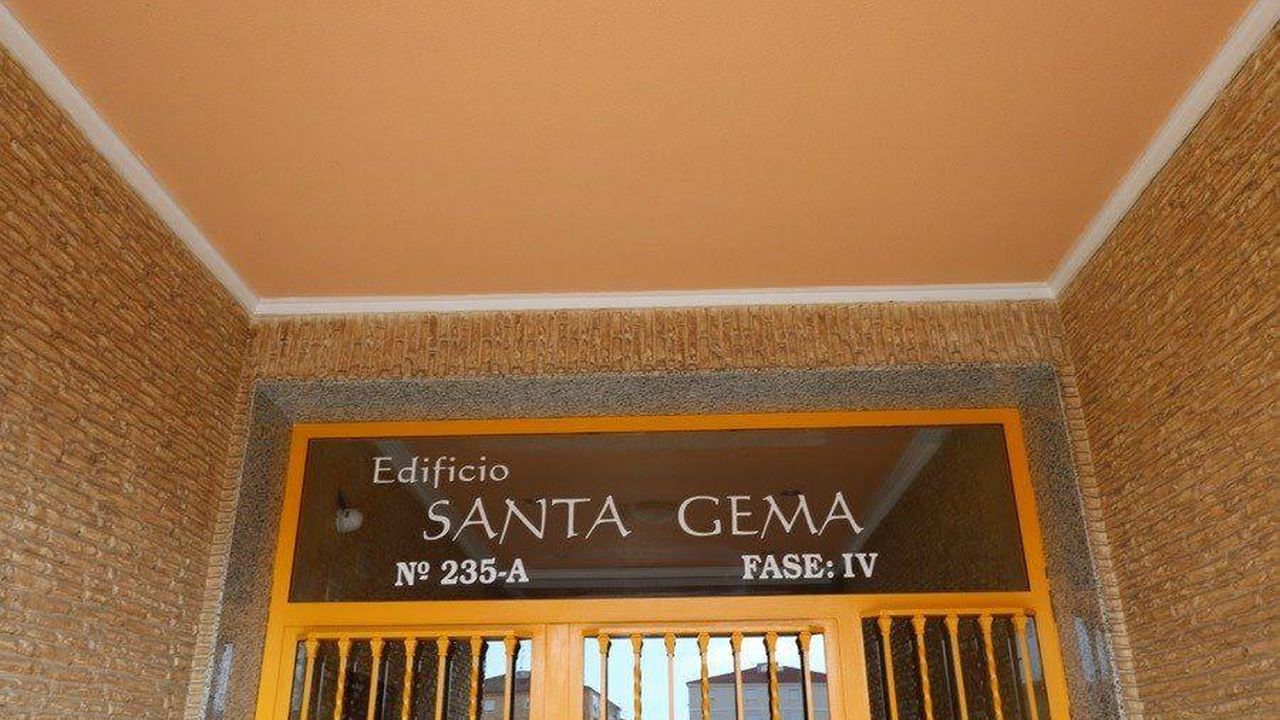 Edificio
SANTA GEMA
Nº 235-A FASE: IV